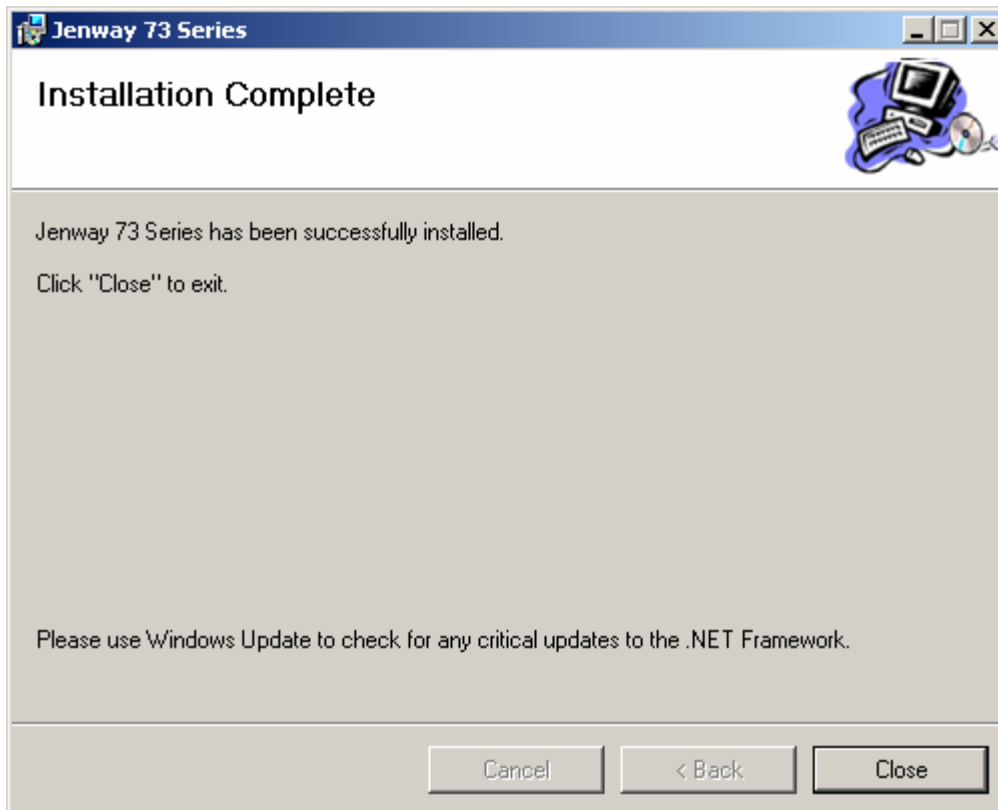 Jenway 73 Series
Installation Complete
Jenway 73 Series has been successfully installed.
Click "Close" to exit.
Please use Windows Update to check for any critical updates to the .NET Framework.
Cancel
< Back
Close